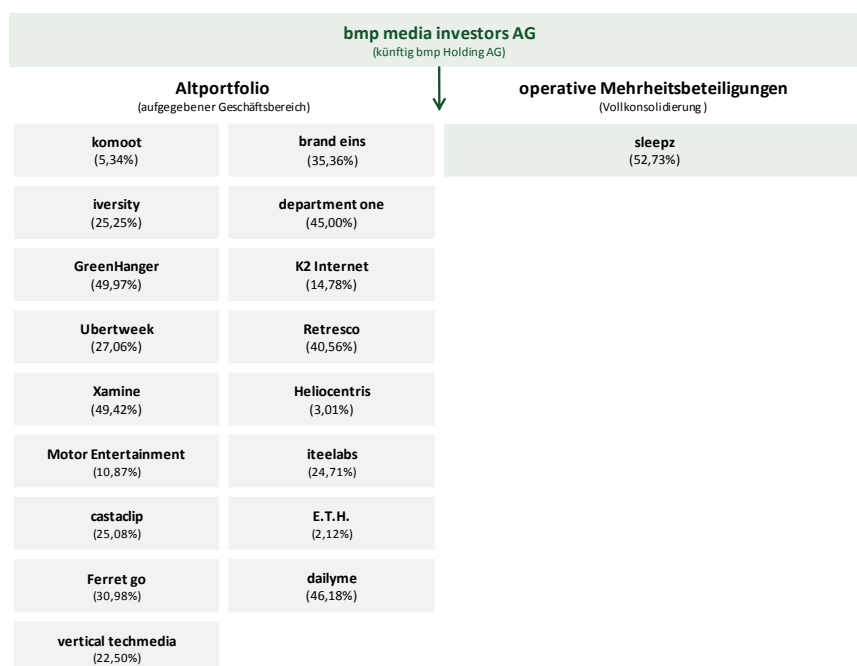 bmp media investors AG
(künftig bmp Holding AG)
Altportfolio
(aufgegebener Geschäftsbereich)
operative Mehrheitsbeteiligungen
(Vollkonsolidierung)
komoot
(5,34%)
brand eins
(35,36%)
sleepz
(52,73%)
iversity
(25,25%)
department one
(45,00%)
GreenHanger
(49,97%)
K2 Internet
(14,78%)
Ubertweek
(27,06%)
Retresco
(40,56%)
Xamine
(49,42%)
Heliocentris
(3,01%)
Motor Entertainment
(10,87%)
iteelabs
(24,71%)
castaclip
(25,08%)
E.T.H.
(2,12%)
Ferret go
(30,98%)
dailyme
(46,18%)
vertical techmedia
(22,50%)